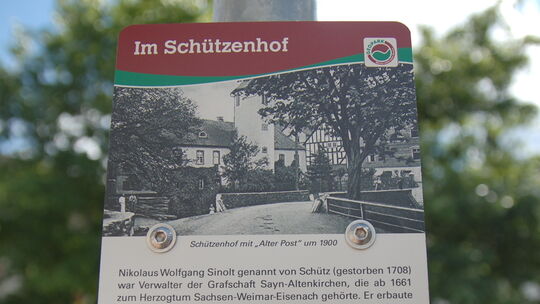 Im Schützenhof
GEOPARK
Schützenhof mit „Alter Post" um 1900
Nikolaus Wolfgang Sinolt genannt von Schütz (gestorben 1708)
war Verwalter der Grafschaft Sayn-Altenkirchen, die ab 1661
zum Herzogtum Sachsen-Weimar-Eisenach gehörte. Er erbaute